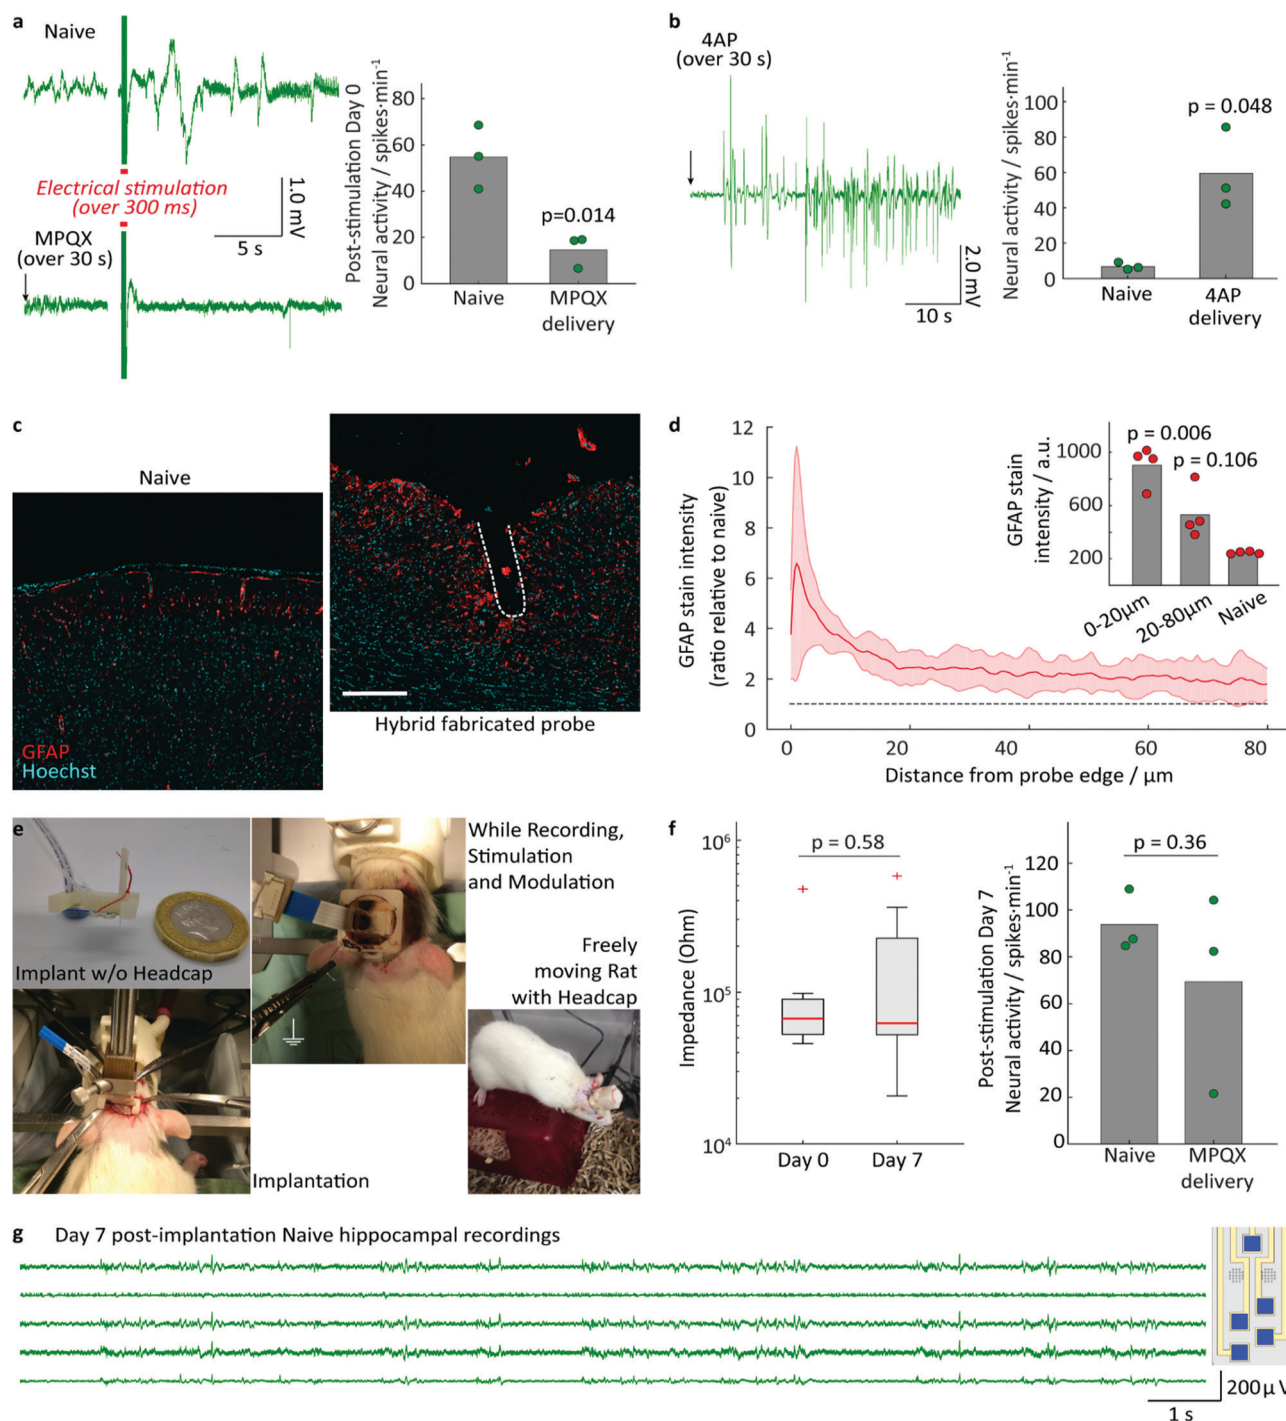 a
Naive
Electrical stimulation
(over 300 ms)
1.0 mV
5 s
MPQX
(over 30 s)
Post-stimulation Day 0
Neural activity / spikes·min⁻¹
80
60
40
20
0
p=0.014
Naive
MPQX
delivery
b
4AP
(over 30 s)
2.0 mV
10 s
Neural activity / spikes·min⁻¹
100
80
60
40
20
0
p = 0.048
Naive
4AP
delivery
c
Naive
GFAP
Hoechst
Hybrid fabricated probe
d
GFAP stain intensity
(ratio relative to naive)
12
10
8
6
4
2
0
0
20
40
60
80
Distance from probe edge / μm
GFAP stain
intensity / a.u.
1000
600
200
p = 0.006
p = 0.106
0-20μm
20-80μm
Naive
e
Implant w/o Headcap
While Recording,
Stimulation
and Modulation
Freely
moving Rat
with Headcap
Implantation
f
Impedance (Ohm)
10⁶
10⁵
10⁴
p = 0.58
Day 0
Day 7
Post-stimulation Day 7
Neural activity / spikes·min⁻¹
120
100
80
60
40
20
0
p = 0.36
Naive
MPQX
delivery
g
Day 7 post-implantation Naive hippocampal recordings
200μV
1 s